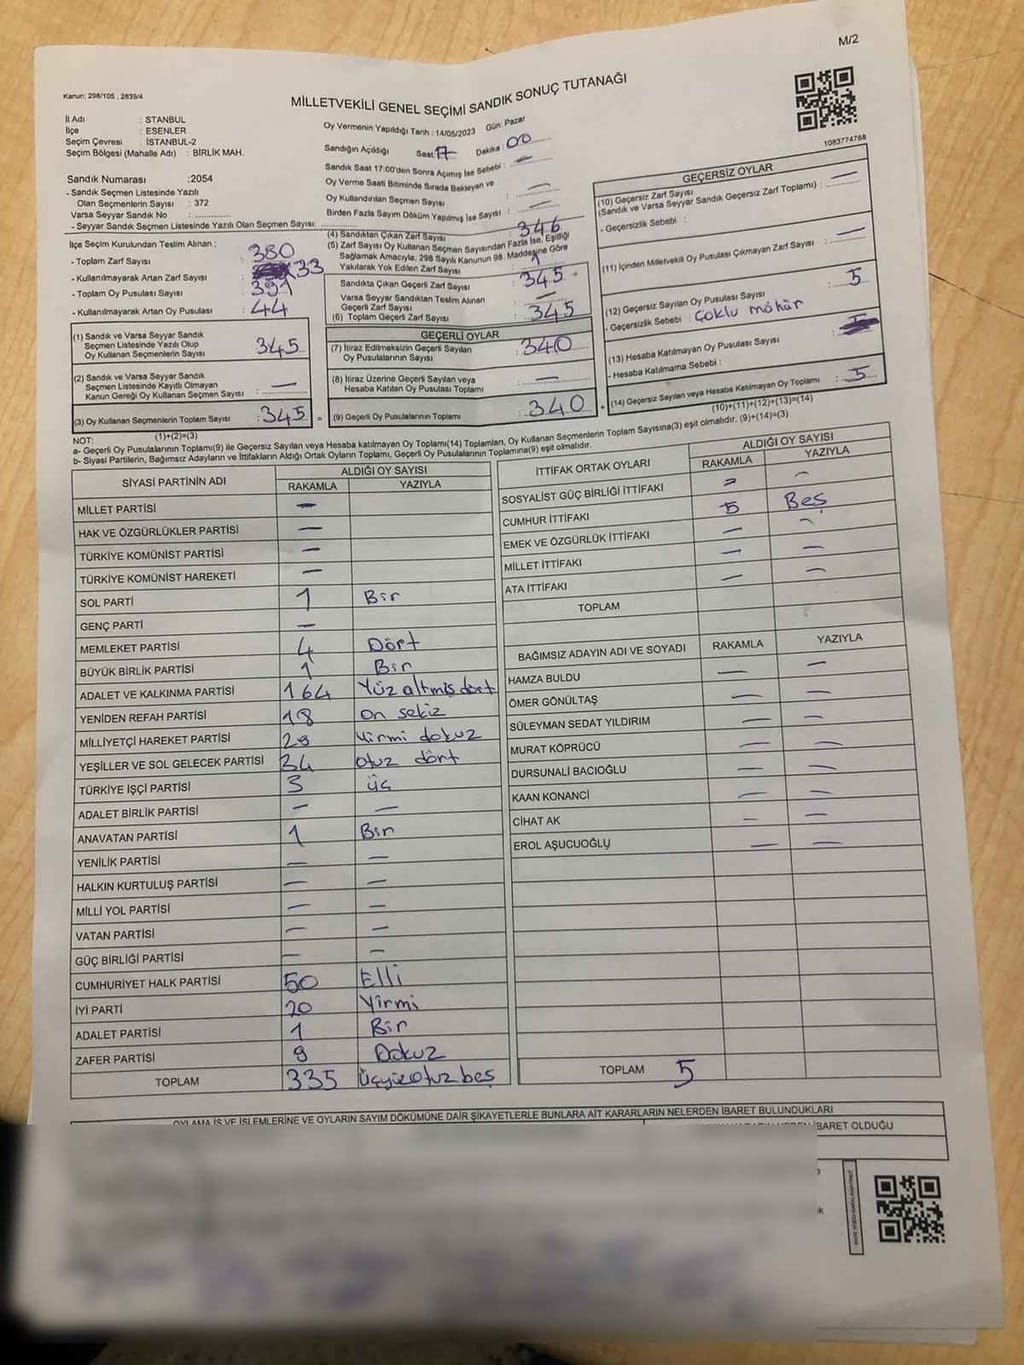 M/2
Kanun: 298/105 , 2839/4
MİLLETVEKİLİ GENEL SEÇİMİ SANDIK SONUÇ TUTANAĞI
İl Adı : STANBUL
İlçe : ESENLER
Seçim Çevresi : İSTANBUL-2
Seçim Bölgesi (Mahalle Adı) : BİRLİK MAH.
Sandık Numarası :2054
- Sandık Seçmen Listesinde Yazılı
Olan Seçmenlerin Sayısı : 372
Varsa Seyyar Sandık No :
- Seyyar Sandık Seçmen Listesinde Yazılı Olan Seçmen Sayısı:
Oy Vermenin Yapıldığı Tarih : 14/05/2023 Gün: Pazar
Sandığın Açıldığı Saat: 17 Dakika: 00
Sandık Saat 17:00'den Sonra Açımış İse Sebebi : —
Oy Verme Saati Bitiminde Sırada Bekleyen ve
Oy Kullandırılan Seçmen Sayısı : —
Birden Fazla Sayım Döküm Yapılmış İse Sayısı : —
1083774768
İlçe Seçim Kurulundan Teslim Alınan ;
- Toplam Zarf Sayısı : 380
- Kullanılmayarak Artan Zarf Sayısı : 33
- Toplam Oy Pusulası Sayısı : 391
- Kullanılmayarak Artan Oy Pusulası : 44
(1) Sandık ve Varsa Seyyar Sandık
Seçmen Listesinde Yazılı Olup
Oy Kullanan Seçmenlerin Sayısı : 345
(2) Sandık ve Varsa Seyyar Sandık
Seçmen Listesinde Kayıtlı Olmayan
Kanun Gereği Oy Kullanan Seçmen Sayısı : —
(3) Oy Kullanan Seçmenlerin Toplam Sayısı : 345
(1)+(2)=(3)
(4) Sandıktan Çıkan Zarf Sayısı : 346
(5) Zarf Sayısı Oy Kullanan Seçmen Sayısından Fazla İse, Eşitliği
Sağlamak Amacıyla, 298 Sayılı Kanunun 98. Maddesine Göre
Yakılarak Yok Edilen Zarf Sayısı : 1
Sandıkta Çıkan Geçerli Zarf Sayısı : 345
Varsa Seyyar Sandıktan Teslim Alınan
Geçerli Zarf Sayısı : —
(6) Toplam Geçerli Zarf Sayısı : 345
GEÇERLİ OYLAR
(7) İtiraz Edilmeksizin Geçerli Sayılan
Oy Pusulalarının Sayısı : 340
(8) İtiraz Üzerine Geçerli Sayılan veya
Hesaba Katılan Oy Pusulası Toplamı : —
(9) Geçerli Oy Pusulalarının Toplamı : 340
GEÇERSİZ OYLAR
(10) Geçersiz Zarf Sayısı
(Sandık ve Varsa Seyyar Sandık Geçersiz Zarf Toplamı) : —
- Geçersizlik Sebebi :
(11) İçinden Milletvekili Oy Pusulası Çıkmayan Zarf Sayısı : —
(12) Geçersiz Sayılan Oy Pusulası Sayısı : 5
- Geçersizlik Sebebi : Çoklu mühür
(13) Hesaba Katılmayan Oy Pusulası Sayısı :
- Hesaba Katılmama Sebebi :
(14) Geçersiz Sayılan veya Hesaba Katılmayan Oy Toplamı : 5
(10)+(11)+(12)+(13)=(14)
NOT:
a- Geçerli Oy Pusulalarının Toplamı(9) ile Geçersiz Sayılan veya Hesaba katılmayan Oy Toplamı(14) Toplamları, Oy Kullanan Seçmenlerin Toplam Sayısına(3) eşit olmalıdır. (9)+(14)=(3)
b- Siyasi Partilerin, Bağımsız Adayların ve İttifakların Aldığı Ortak Oyların Toplamı, Geçerli Oy Pusulalarının Toplamına(9) eşit olmalıdır.
SİYASİ PARTİNİN ADI ALDIĞI OY SAYISI
RAKAMLA YAZIYLA
MİLLET PARTİSİ —
HAK VE ÖZGÜRLÜKLER PARTİSİ —
TÜRKİYE KOMÜNİST PARTİSİ —
TÜRKİYE KOMÜNİST HAREKETİ —
SOL PARTİ 1 Bir
GENÇ PARTİ —
MEMLEKET PARTİSİ 4 Dört
BÜYÜK BİRLİK PARTİSİ 1 Bir
ADALET VE KALKINMA PARTİSİ 164 Yüz altmış dört
YENİDEN REFAH PARTİSİ 18 on sekiz
MİLLİYETÇİ HAREKET PARTİSİ 29 Yirmi dokuz
YEŞİLLER VE SOL GELECEK PARTİSİ 34 otuz dört
TÜRKİYE İŞÇİ PARTİSİ 3 üç
ADALET BİRLİK PARTİSİ — —
ANAVATAN PARTİSİ 1 Bir
YENİLİK PARTİSİ — —
HALKIN KURTULUŞ PARTİSİ — —
MİLLİ YOL PARTİSİ — —
VATAN PARTİSİ — —
GÜÇ BİRLİĞİ PARTİSİ — —
CUMHURİYET HALK PARTİSİ 50 Elli
İYİ PARTİ 20 Yirmi
ADALET PARTİSİ 1 Bir
ZAFER PARTİSİ 9 Dokuz
TOPLAM 335 üçyüzotuz beş
İTTİFAK ORTAK OYLARI ALDIĞI OY SAYISI
RAKAMLA YAZIYLA
SOSYALİST GÜÇ BİRLİĞİ İTTİFAKI — —
CUMHUR İTTİFAKI 5 Beş
EMEK VE ÖZGÜRLÜK İTTİFAKI — —
MİLLET İTTİFAKI — —
ATA İTTİFAKI — —
TOPLAM
BAĞIMSIZ ADAYIN ADI VE SOYADI RAKAMLA YAZIYLA
HAMZA BULDU — —
ÖMER GÖNÜLTAŞ — —
SÜLEYMAN SEDAT YILDIRIM — —
MURAT KÖPRÜCÜ — —
DURSUNALİ BACIOĞLU — —
KAAN KONANCİ — —
CİHAT AK — —
EROL AŞUCUOĞLU — —
TOPLAM 5
OYLAMA İŞ VE İŞLEMLERİNE VE OYLARIN SAYIM DÖKÜMÜNE DAİR ŞİKAYETLERLE BUNLARA AİT KARARLARIN NELERDEN İBARET BULUNDUKLARI
İBARET OLDUĞU